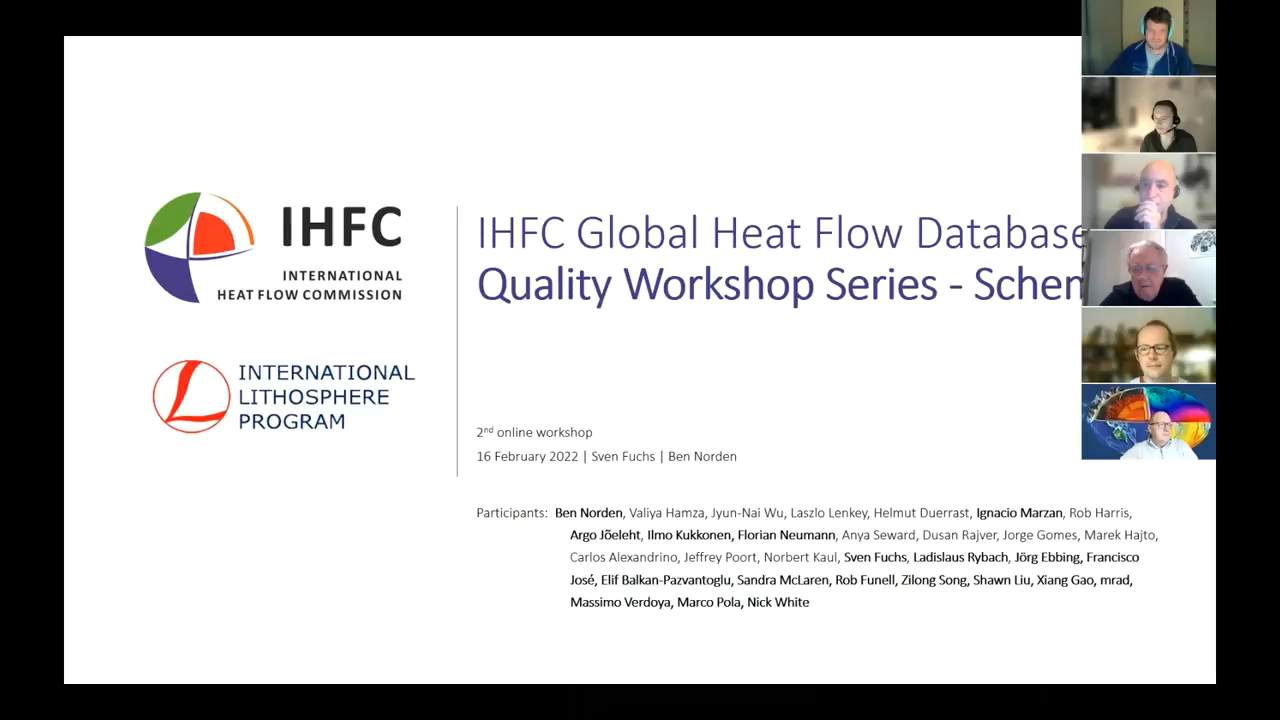 IHFC
INTERNATIONAL
HEAT FLOW COMMISSION
INTERNATIONAL
LITHOSPHERE
PROGRAM
IHFC Global Heat Flow Database
Quality Workshop Series -
2nd online workshop
16 February 2022 | Sven Fuchs | Ben Norden
Participants: Ben Norden, Valiya Hamza, Jyun-Nai Wu, Laszlo Lenkey, Helmut Duerrast, Ignacio Marzan, Rob Harris,
Argo Jõeleht, Ilmo Kukkonen, Florian Neumann, Anya Seward, Dusan Rajver, Jorge Gomes, Marek Hajto,
Carlos Alexandrino, Jeffrey Poort, Norbert Kaul, Sven Fuchs, Ladislaus Rybach, Jörg Ebbing, Francisco
José, Elif Balkan-Pazvantoglu, Sandra McLaren, Rob Funell, Zilong Song, Shawn Liu, Xiang Gao, mrad,
Massimo Verdoya, Marco Pola, Nick White